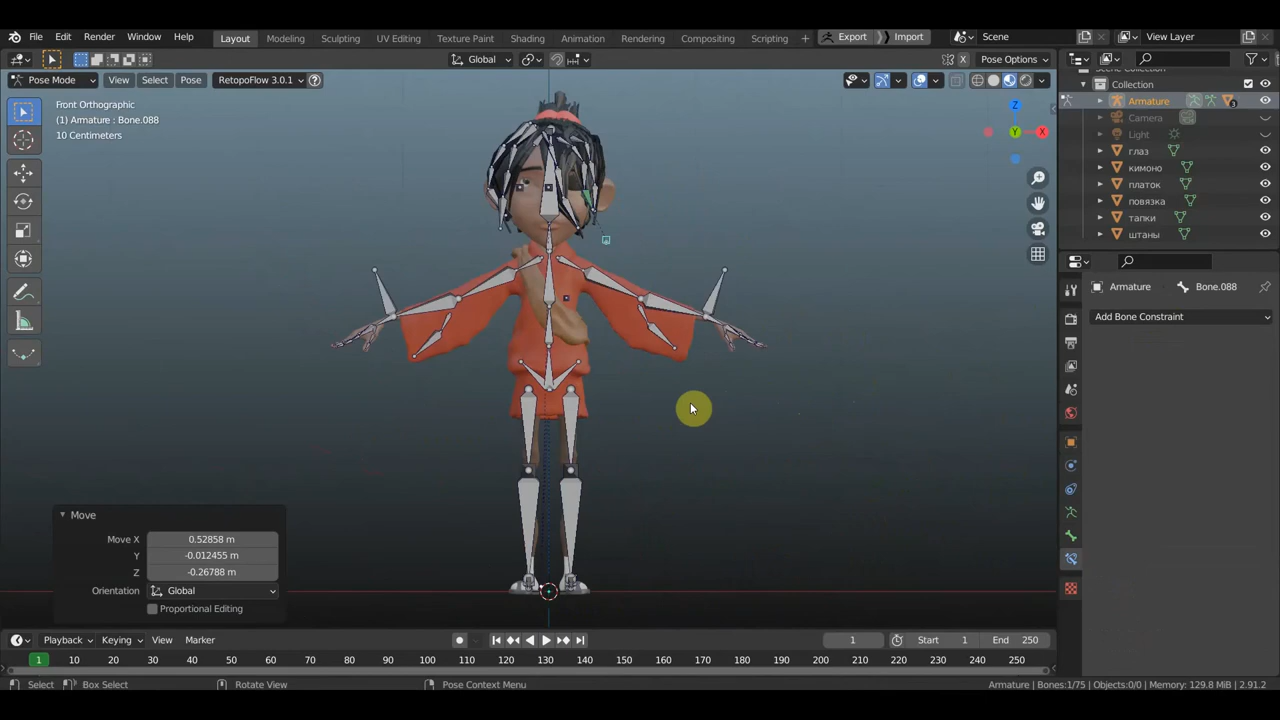 File Edit Render Window Help Layout Modeling Sculpting UV Editing Texture Paint Shading Animation Rendering Compositing Scripting + Export Import Scene View Layer
Global X Pose Options
Pose Mode View Select Pose RetopoFlow 3.0.1
Front Orthographic
(1) Armature : Bone.088
10 Centimeters
Z
Y
X
Collection
Armature 3
Camera
Light
глаз
кимоно
платок
повязка
тапки
штаны
Armature Bone.088
Add Bone Constraint
Move
Move X 0.52858 m
Y -0.012455 m
Z -0.26788 m
Orientation Global
Proportional Editing
Playback Keying View Marker 1 Start 1 End 250
1 10 20 30 40 50 60 70 80 90 100 110 120 130 140 150 160 170 180 190 200 210 220 230 240 250
Select Box Select Rotate View Pose Context Menu Armature | Bones:1/75 | Objects:0/0 | Memory: 129.8 MiB | 2.91.2